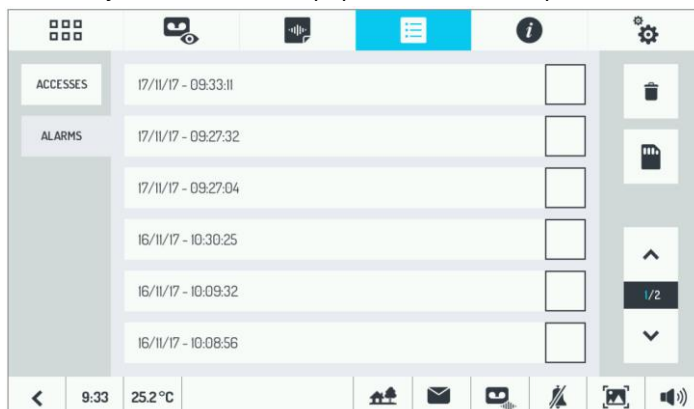 ACCESSES
ALARMS
17/11/17 - 09:33:11
17/11/17 - 09:27:32
17/11/17 - 09:27:04
16/11/17 - 10:30:25
16/11/17 - 10:09:32
16/11/17 - 10:08:56
1/2
9:33
25.2 °C